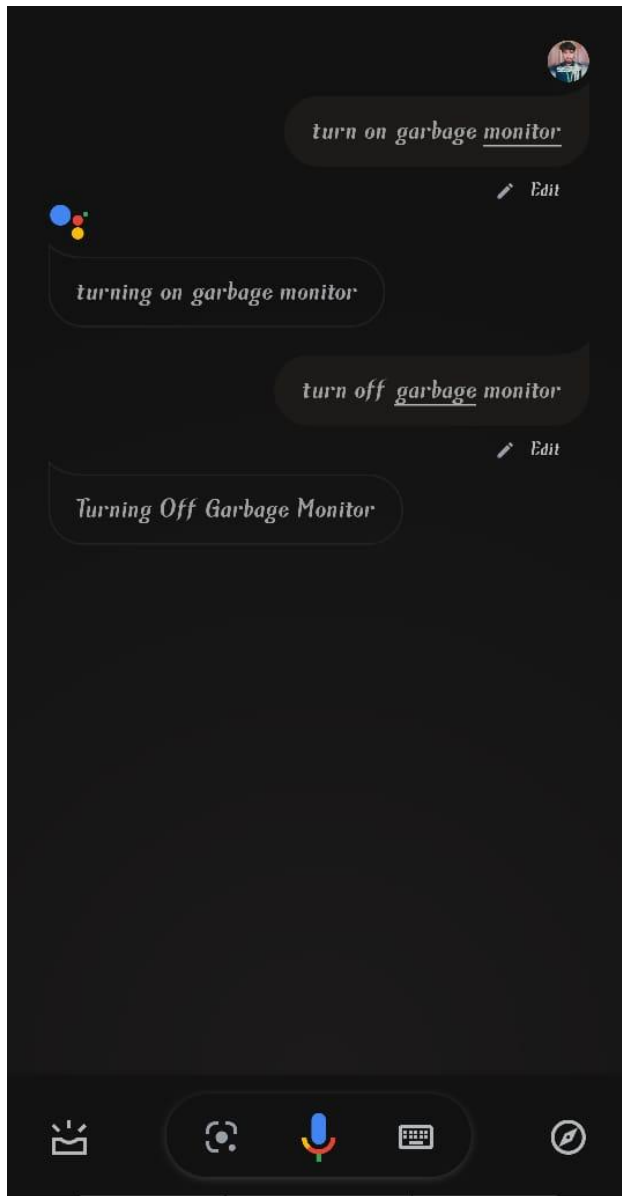 turn on garbage monitor
Edit
turning on garbage monitor
turn off garbage monitor
Edit
Turning Off Garbage Monitor